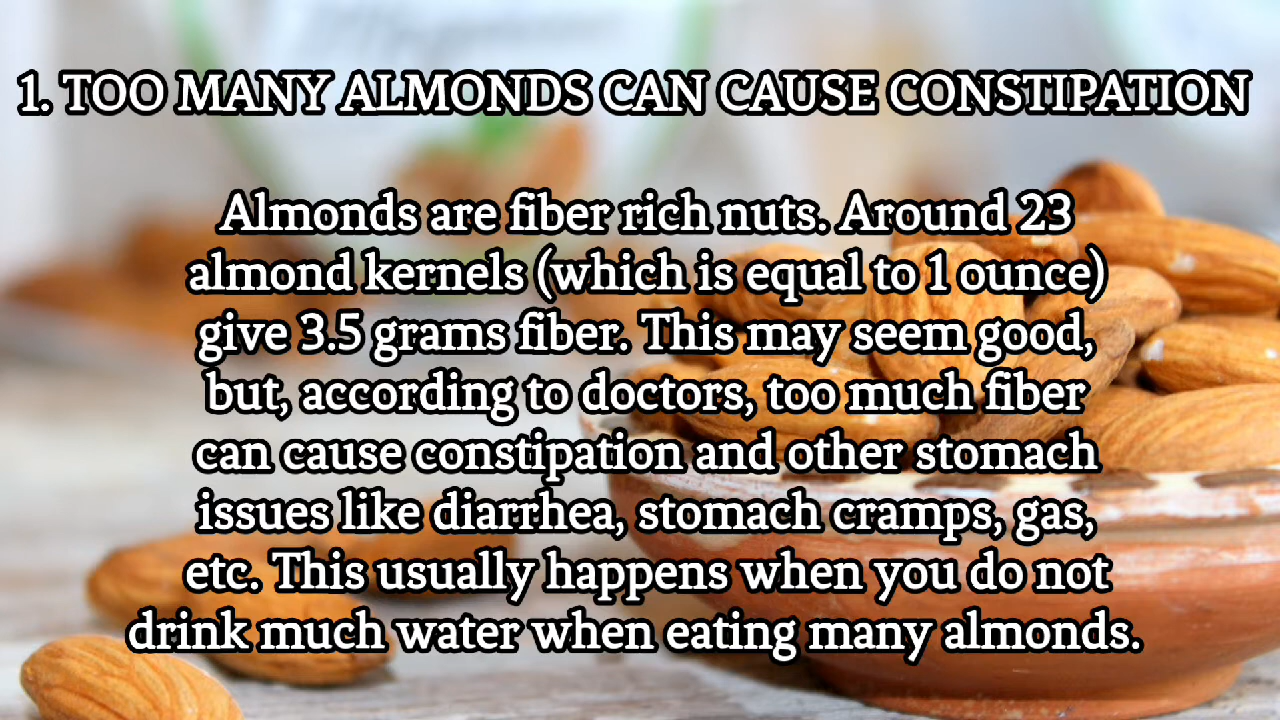 1. TOO MANY ALMONDS CAN CAUSE CONSTIPATION
Almonds are fiber rich nuts. Around 23
almond kernels (which is equal to 1 ounce)
give 3.5 grams fiber. This may seem good,
but, according to doctors, too much fiber
can cause constipation and other stomach
issues like diarrhea, stomach cramps, gas,
etc. This usually happens when you do not
drink much water when eating many almonds.